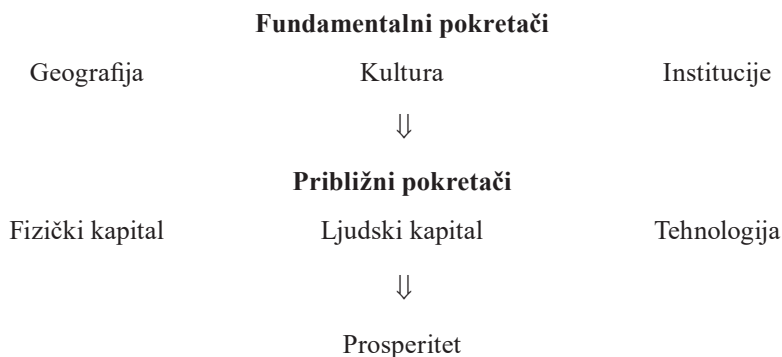 Fundamentalni pokretači
Geografija Kultura Institucije
⇓
Približni pokretači
Fizički kapital Ljudski kapital Tehnologija
⇓
Prosperitet